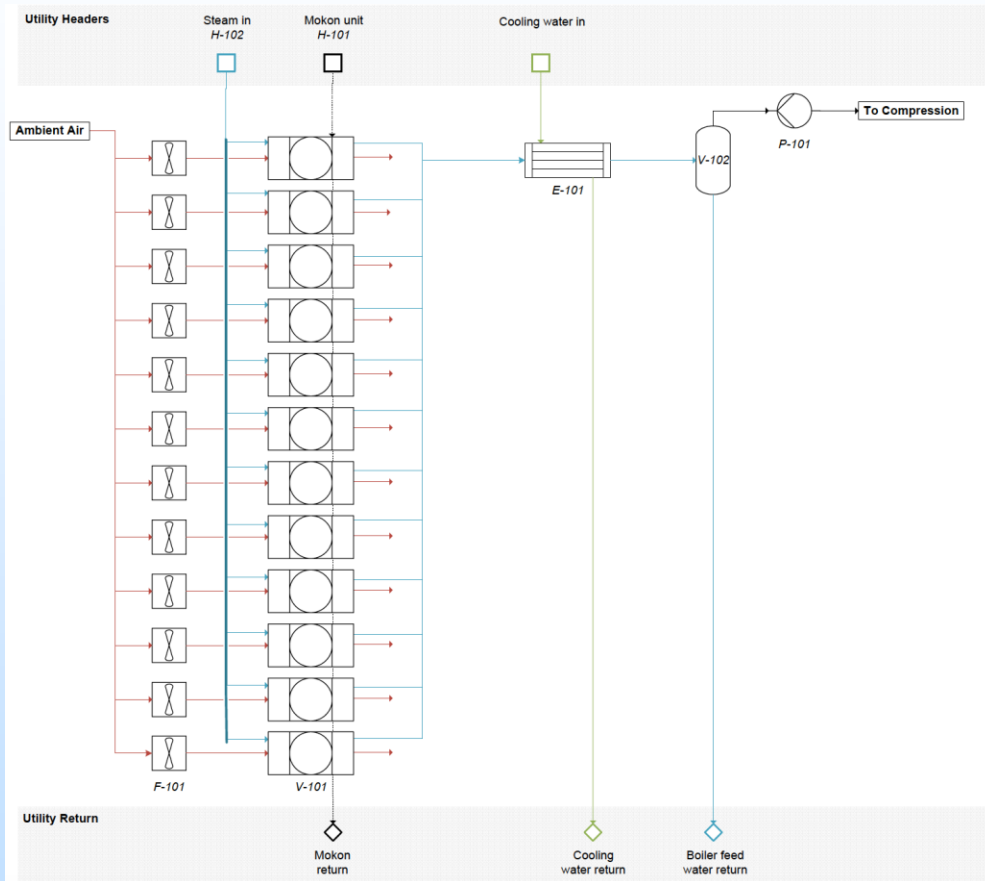 Utility Headers
Steam in
H-102
Mokon unit
H-101
Cooling water in
Ambient Air
To Compression
P-101
V-102
E-101
F-101
V-101
Utility Return
Mokon
return
Cooling
water return
Boiler feed
water return